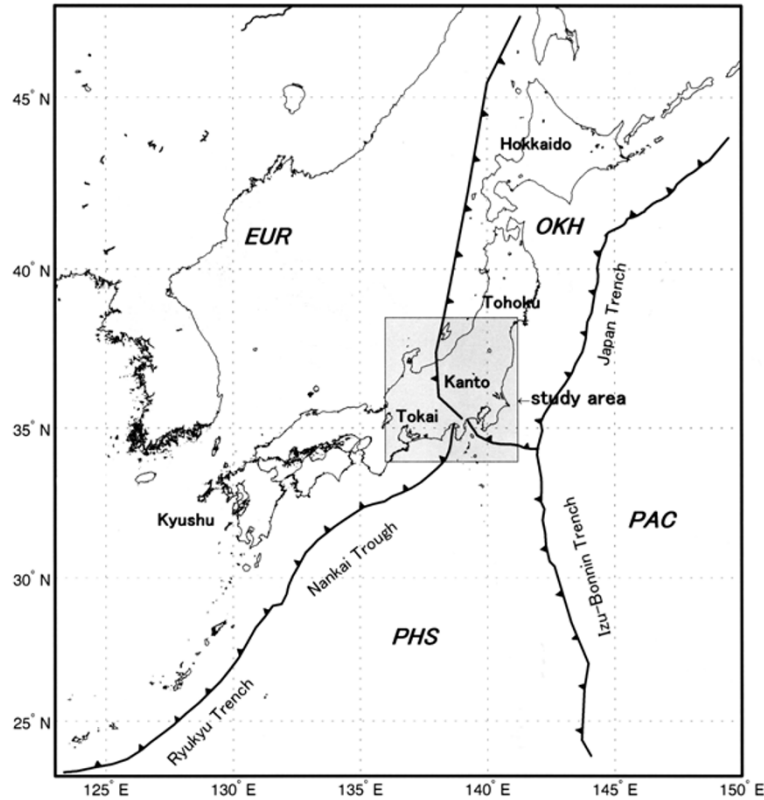 45° N
Hokkaido
EUR
OKH
40° N
Tohoku
Japan Trench
Kanto
study area
Tokai
35° N
Kyushu
PAC
Nankai Trough
Izu-Bonnin Trench
30° N
PHS
Ryukyu Trench
25° N
125° E
130° E
135° E
140° E
145° E
150° E